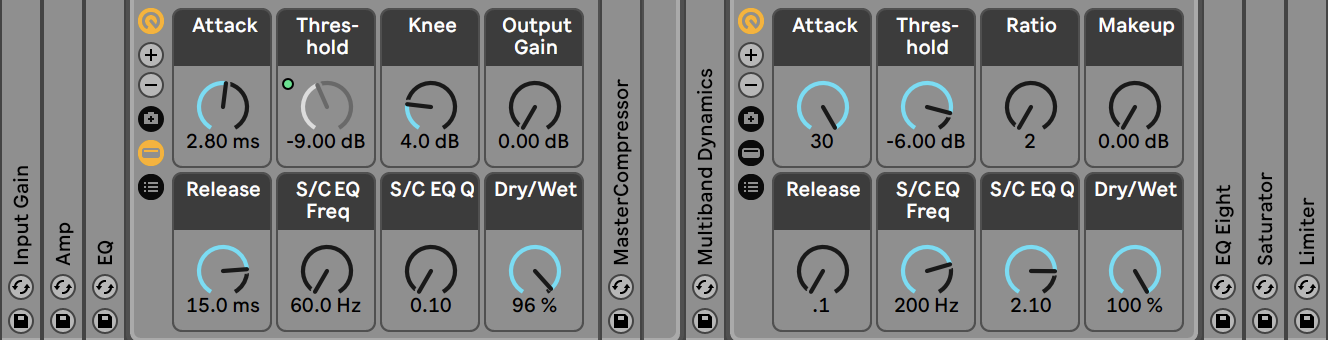 Input Gain
Amp
EQ
Attack
Thres-
hold
Knee
Output
Gain
2.80 ms
-9.00 dB
4.0 dB
0.00 dB
Release
S/C EQ
Freq
S/C EQ Q
Dry/Wet
15.0 ms
60.0 Hz
0.10
96 %
MasterCompressor
Multiband Dynamics
Attack
Thres-
hold
Ratio
Makeup
30
-6.00 dB
2
0.00 dB
Release
S/C EQ
Freq
S/C EQ Q
Dry/Wet
.1
200 Hz
2.10
100 %
EQ Eight
Saturator
Limiter